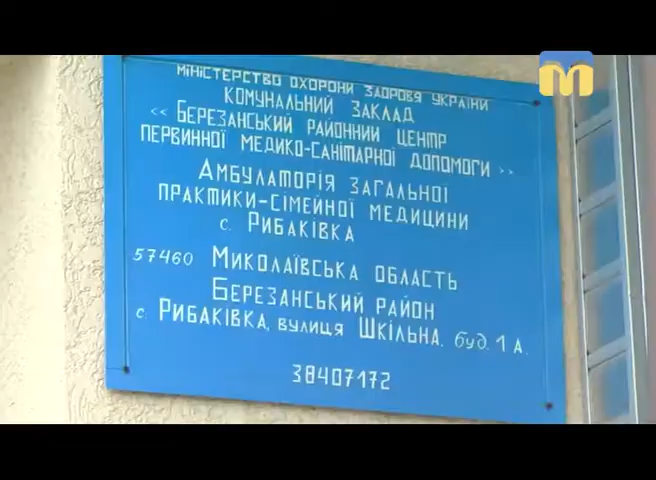 МІНІСТЕРСТВО ОХОРОНИ ЗДОРОВЯ УКРАЇНИ
КОМУНАЛЬНИЙ ЗАКЛАД
<< БЕРЕЗАНСЬКИЙ РАЙОННИЙ ЦЕНТР
ПЕРВИННОЇ МЕДИКО-САНІТАРНОЇ ДОПОМОГИ >>
АМБУЛАТОРІЯ ЗАГАЛЬНОЇ
ПРАКТИКИ-СІМЕЙНОЇ МЕДИЦИНИ
с. РИБАКІВКА
57460 МИКОЛАЇВСЬКА ОБЛАСТЬ
БЕРЕЗАНСЬКИЙ РАЙОН
с. РИБАКІВКА, ВУЛИЦЯ ШКІЛЬНА, буд. 1 А.
38407172
М